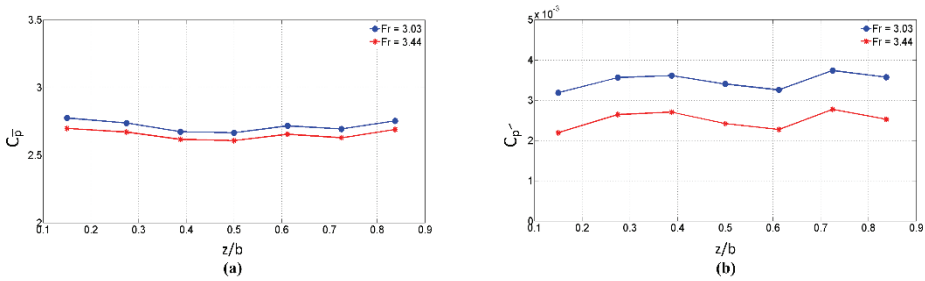 3.5
3
2.5
2
C_p̅
Fr = 3.03
Fr = 3.44
0.1 0.2 0.3 0.4 0.5 0.6 0.7 0.8 0.9
z/b
(a)
5 x 10⁻³
4
3
2
1
0
C_p′
Fr = 3.03
Fr = 3.44
0.1 0.2 0.3 0.4 0.5 0.6 0.7 0.8 0.9
z/b
(b)